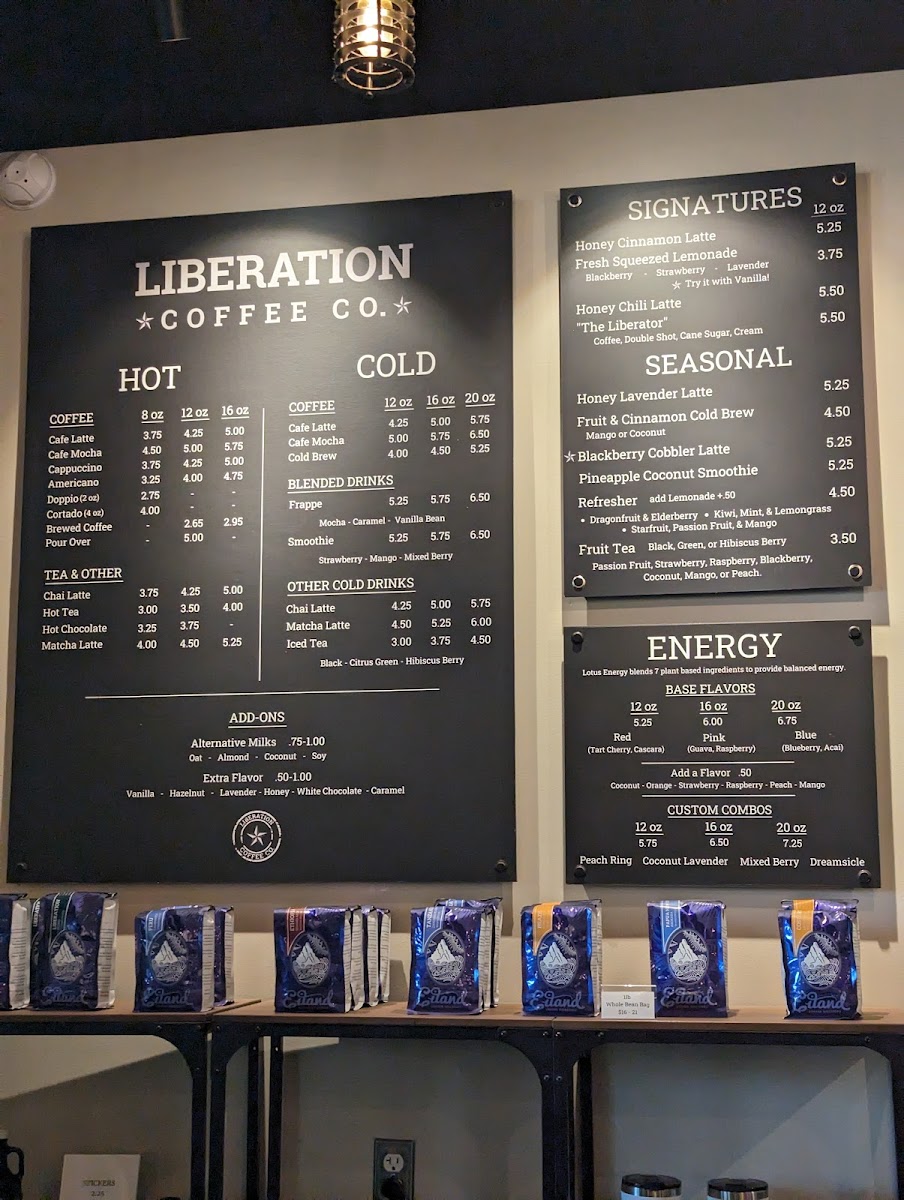 LIBERATION
COFFEE CO.
HOT
COFFEE 8 oz 12 oz 16 oz
Cafe Latte 3.75 4.25 5.00
Cafe Mocha 4.50 5.00 5.75
Cappuccino 3.75 4.25 5.00
Americano 3.25 4.00 4.75
Doppio (2 oz) 2.75 - -
Cortado (4 oz) 4.00 - -
Brewed Coffee - 2.65 2.95
Pour Over - 5.00 -
TEA & OTHER
Chai Latte 3.75 4.25 5.00
Hot Tea 3.00 3.50 4.00
Hot Chocolate 3.25 3.75 -
Matcha Latte 4.00 4.50 5.25
COLD
COFFEE 12 oz 16 oz 20 oz
Cafe Latte 4.25 5.00 5.75
Cafe Mocha 5.00 5.75 6.50
Cold Brew 4.00 4.50 5.25
BLENDED DRINKS
Frappe 5.25 5.75 6.50
Mocha - Caramel - Vanilla Bean
Smoothie 5.25 5.75 6.50
Strawberry - Mango - Mixed Berry
OTHER COLD DRINKS
Chai Latte 4.25 5.00 5.75
Matcha Latte 4.50 5.25 6.00
Iced Tea 3.00 3.75 4.50
Black - Citrus Green - Hibiscus Berry
ADD-ONS
Alternative Milks .75-1.00
Oat - Almond - Coconut - Soy
Extra Flavor .50-1.00
Vanilla - Hazelnut - Lavender - Honey - White Chocolate - Caramel
LIBERATION
COFFEE CO
SIGNATURES
12 oz
Honey Cinnamon Latte 5.25
Fresh Squeezed Lemonade 3.75
Blackberry - Strawberry - Lavender
Try it with Vanilla!
Honey Chili Latte 5.50
"The Liberator" 5.50
Coffee, Double Shot, Cane Sugar, Cream
SEASONAL
Honey Lavender Latte 5.25
Fruit & Cinnamon Cold Brew 4.50
Mango or Coconut
Blackberry Cobbler Latte 5.25
Pineapple Coconut Smoothie 5.25
Refresher add Lemonade +.50 4.50
• Dragonfruit & Elderberry • Kiwi, Mint, & Lemongrass
• Starfruit, Passion Fruit, & Mango
Fruit Tea Black, Green, or Hibiscus Berry 3.50
Passion Fruit, Strawberry, Raspberry, Blackberry,
Coconut, Mango, or Peach.
ENERGY
Lotus Energy blends 7 plant based ingredients to provide balanced energy.
BASE FLAVORS
12 oz 16 oz 20 oz
5.25 6.00 6.75
Red Pink Blue
(Tart Cherry, Cascara) (Guava, Raspberry) (Blueberry, Acai)
Add a Flavor .50
Coconut - Orange - Strawberry - Raspberry - Peach - Mango
CUSTOM COMBOS
12 oz 16 oz 20 oz
5.75 6.50 7.25
Peach Ring Coconut Lavender Mixed Berry Dreamsicle
1lb
Whole Bean Bag
$16 - 21
STICKERS
2.25